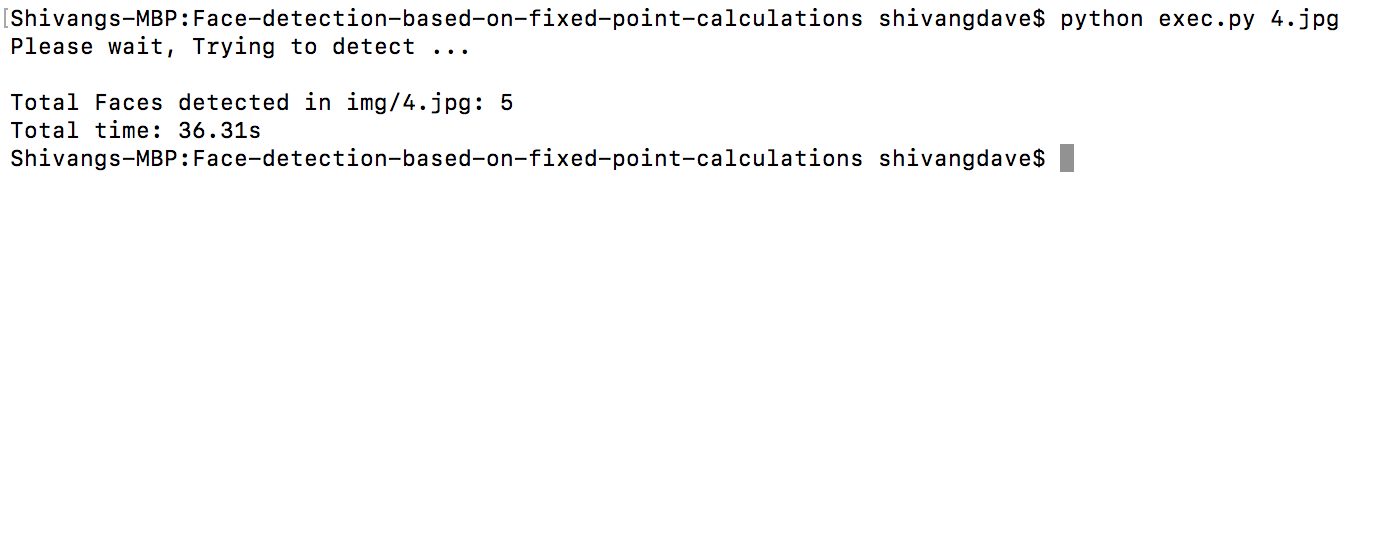 [Shivangs-MBP:Face-detection-based-on-fixed-point-calculations shivangdave$ python exec.py 4.jpg
Please wait, Trying to detect ...
Total Faces detected in img/4.jpg: 5
Total time: 36.31s
Shivangs-MBP:Face-detection-based-on-fixed-point-calculations shivangdave$